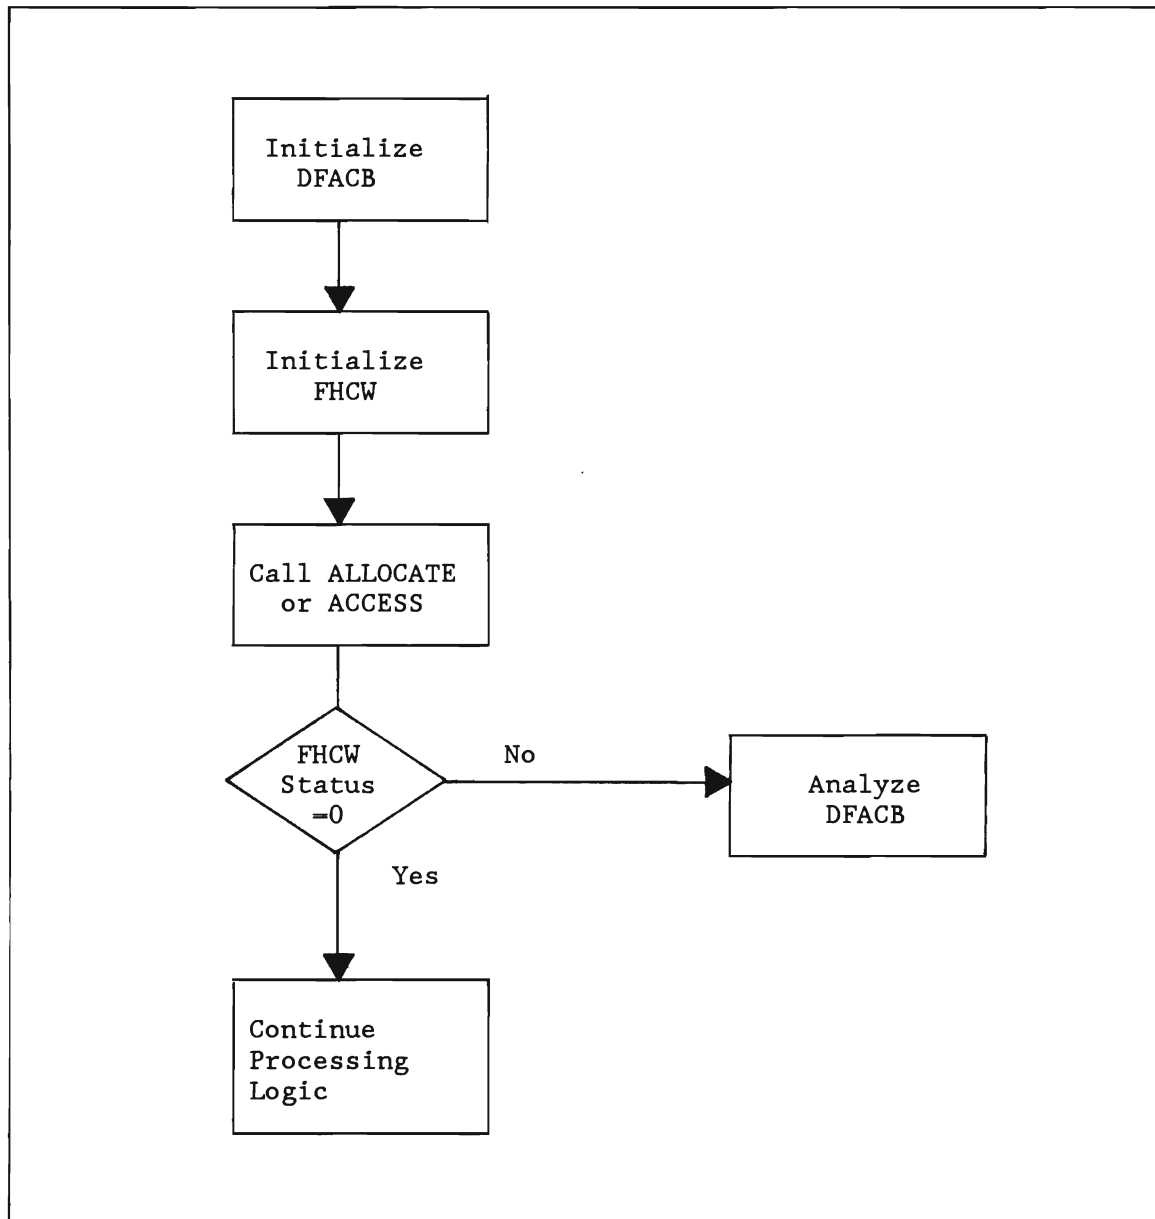 Initialize
DFACB
Initialize
FHCW
Call ALLOCATE
or ACCESS
FHCW
Status
=0
No
Analyze
DFACB
Yes
Continue
Processing
Logic